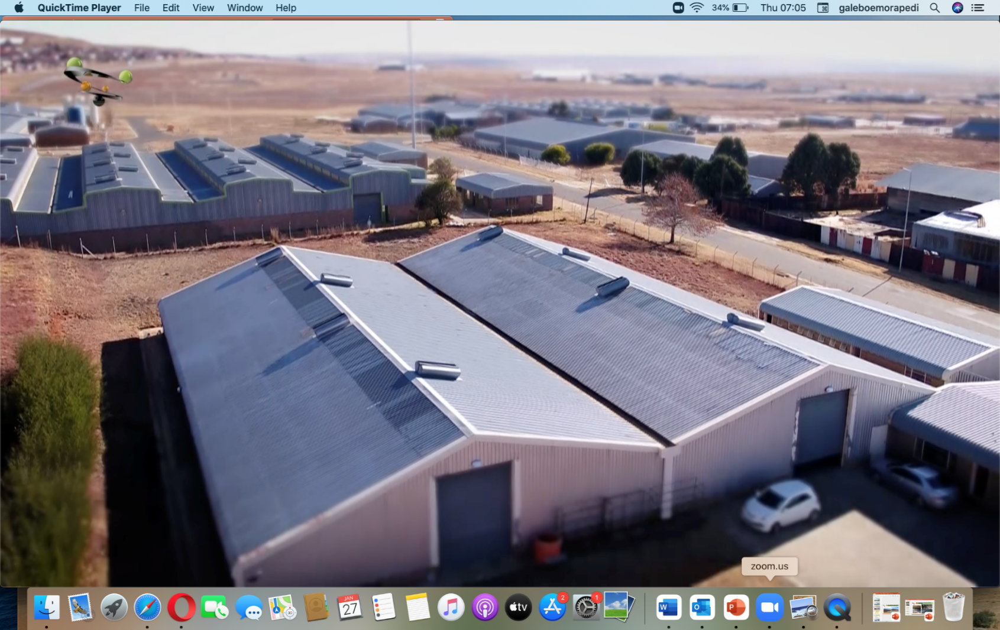 QuickTime Player File Edit View Window Help 34% Thu 07:05 galeboemorapedi
zoom.us
JAN
27
tv
2
1
W
O
P